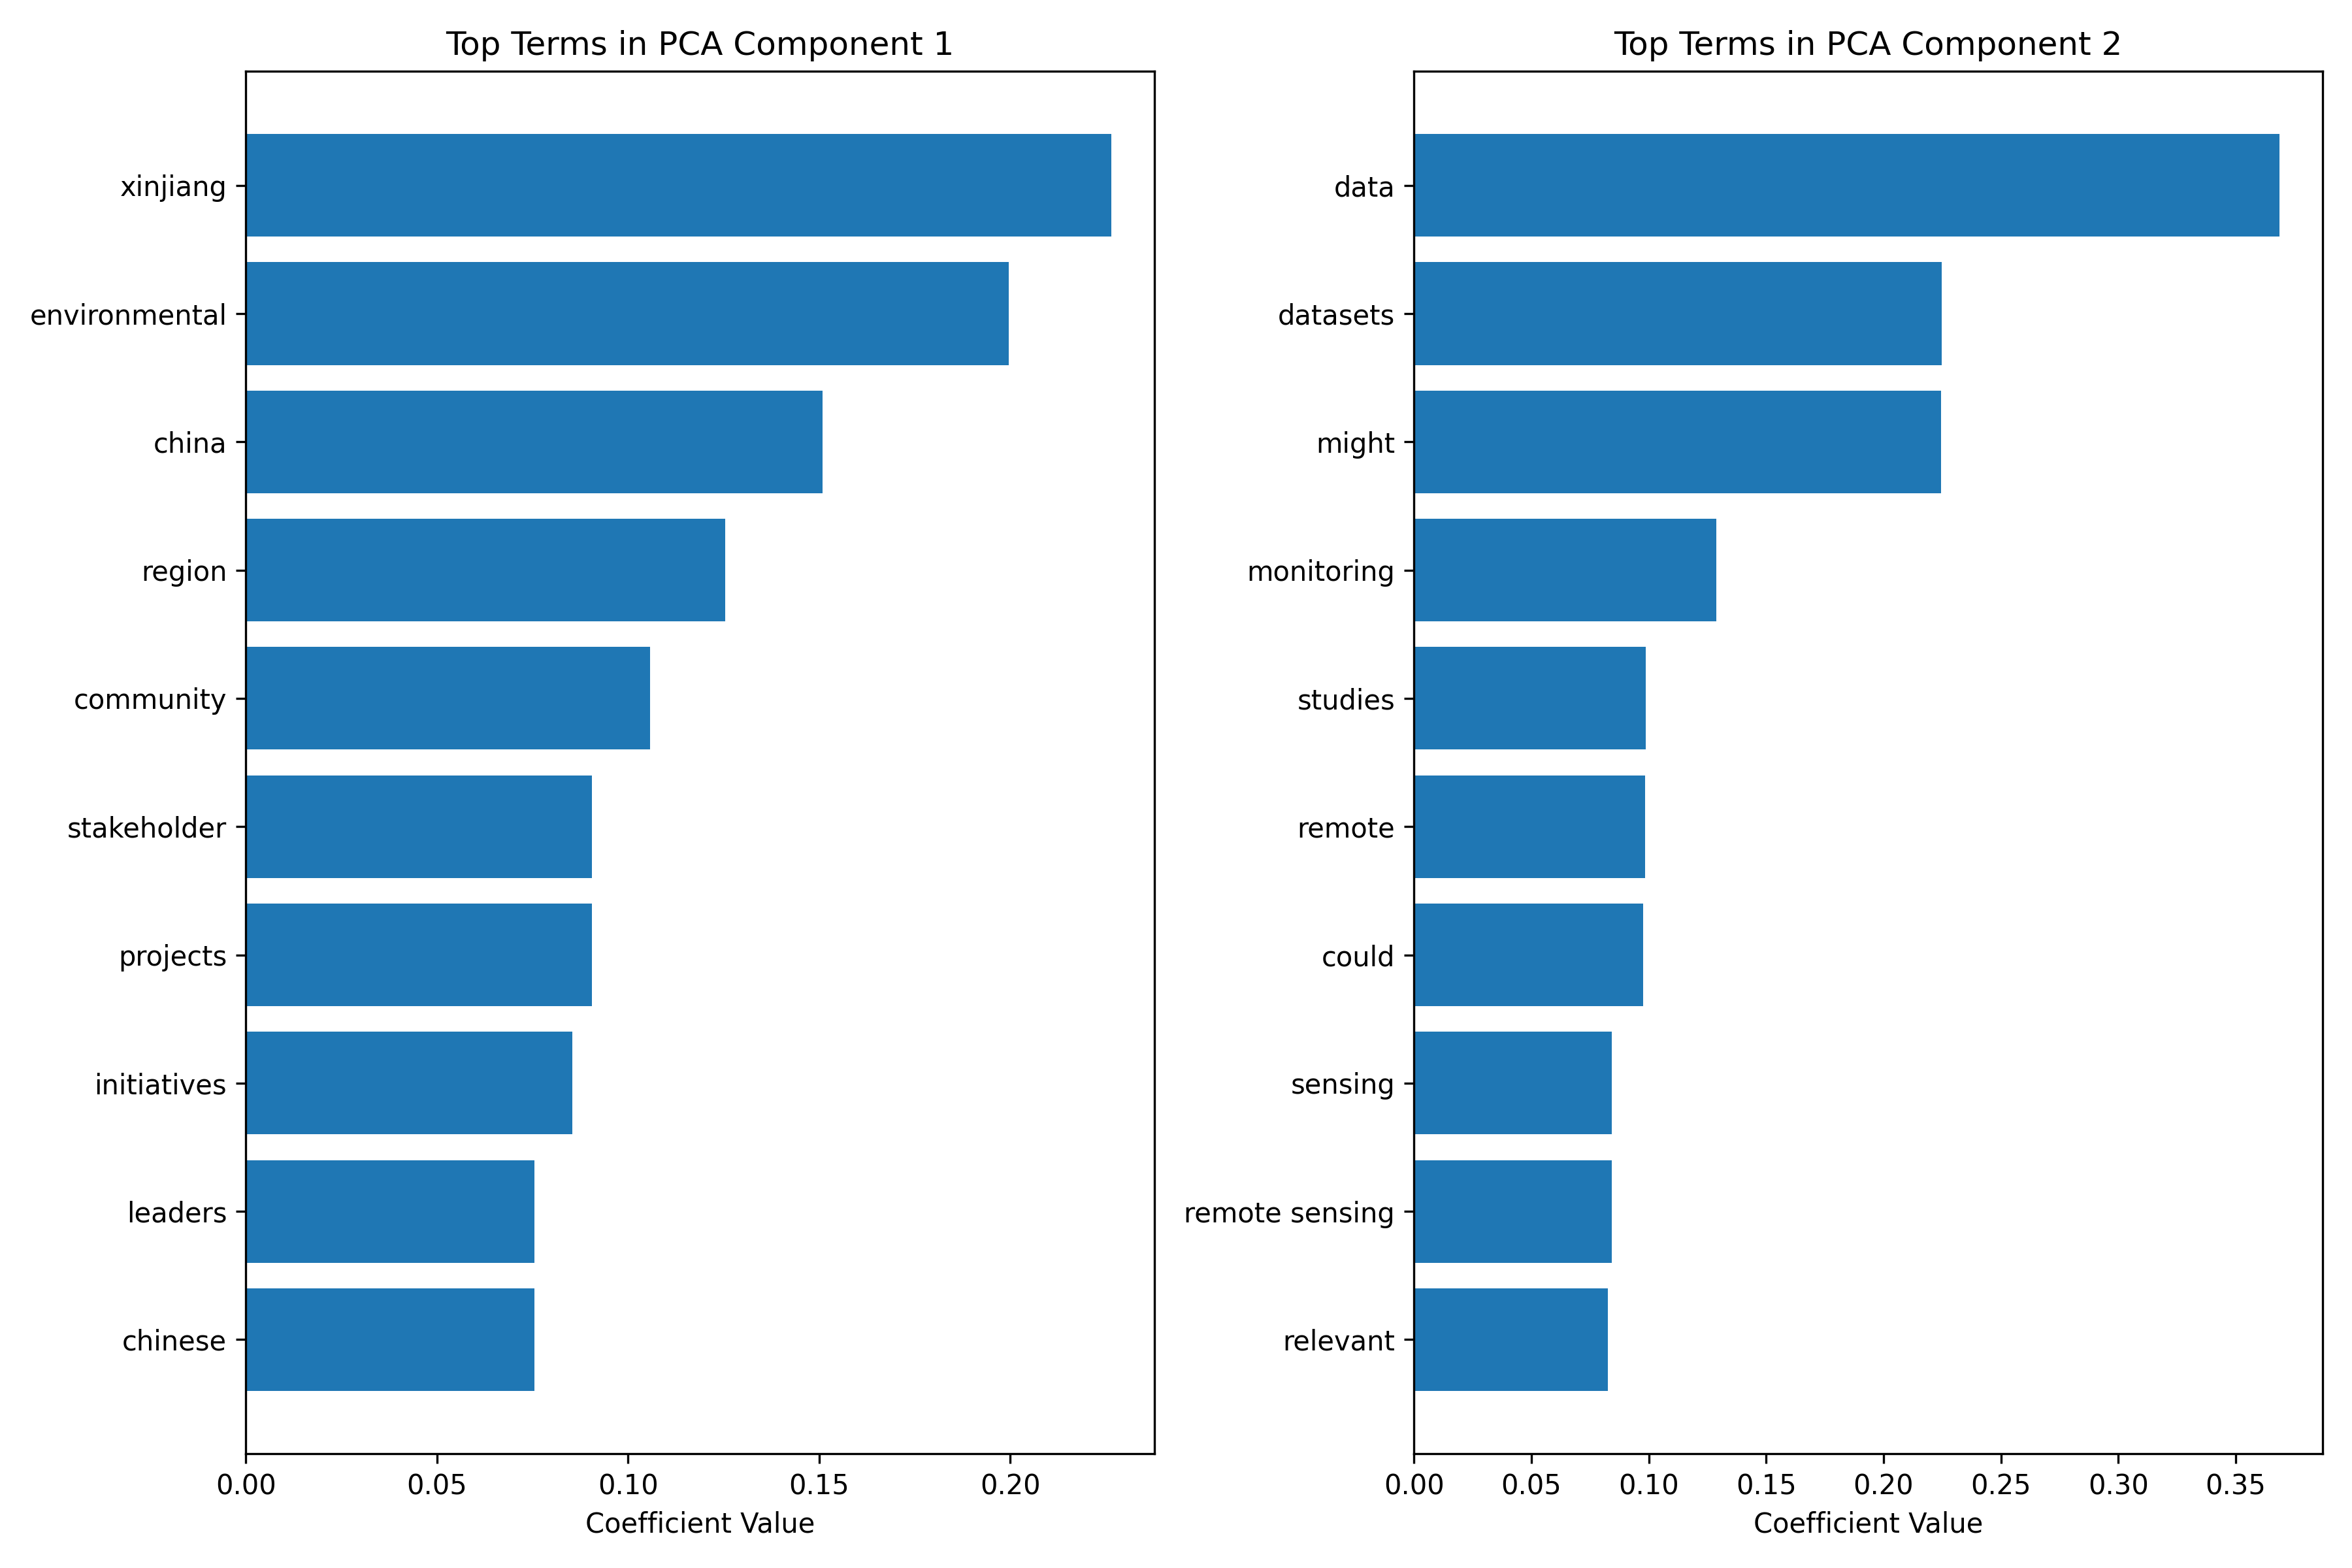 Top Terms in PCA Component 1
xinjiang
environmental
china
region
community
stakeholder
projects
initiatives
leaders
chinese
0.00 0.05 0.10 0.15 0.20
Coefficient Value
Top Terms in PCA Component 2
data
datasets
might
monitoring
studies
remote
could
sensing
remote sensing
relevant
0.00 0.05 0.10 0.15 0.20 0.25 0.30 0.35
Coefficient Value